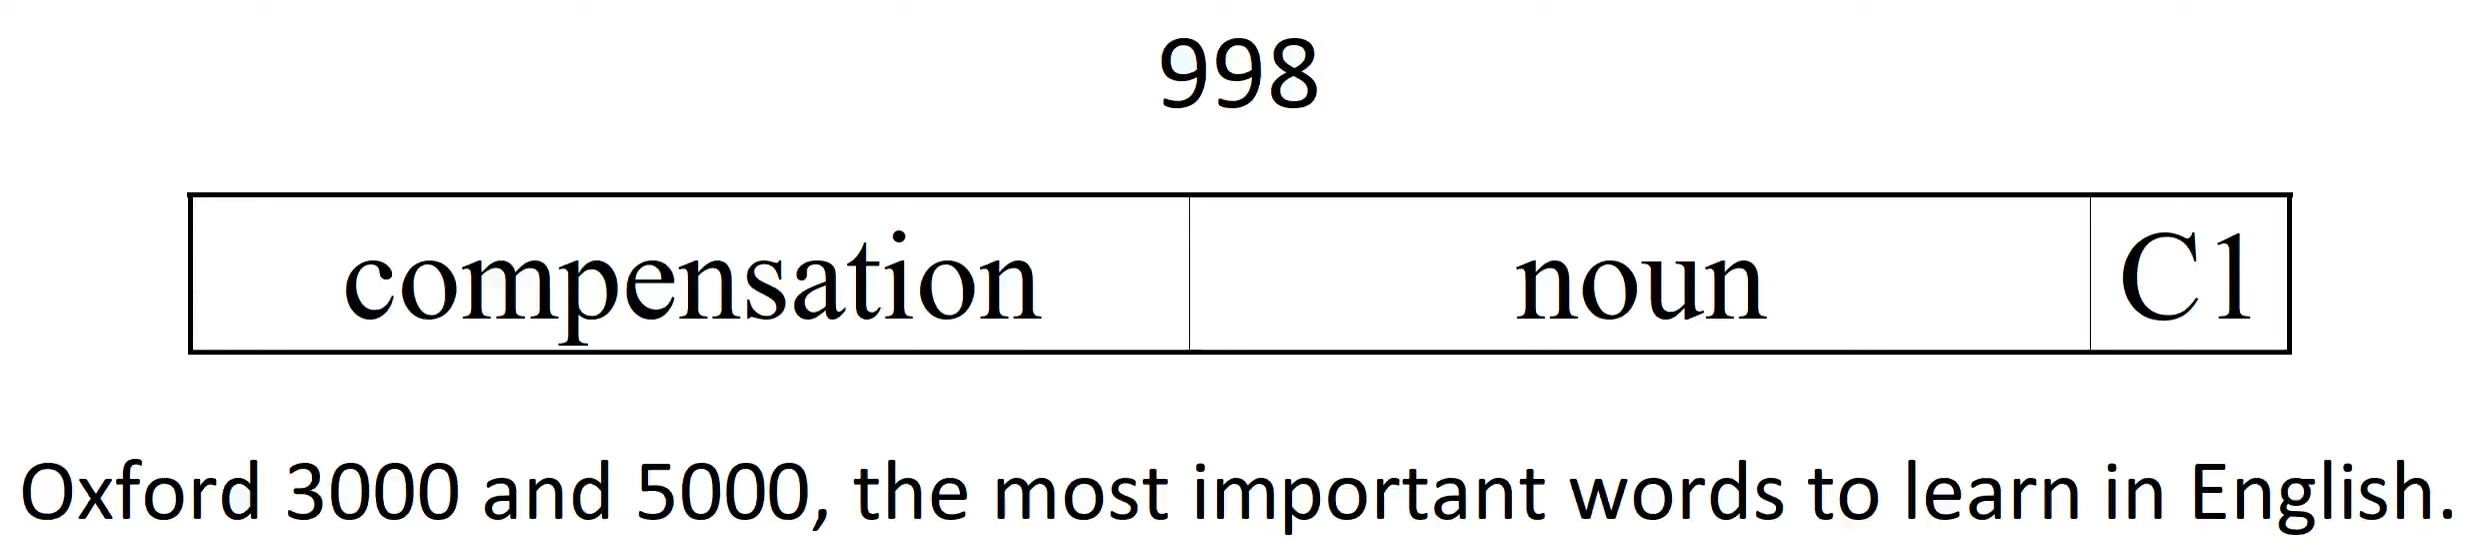 998
compensation noun C1
Oxford 3000 and 5000, the most important words to learn in English.